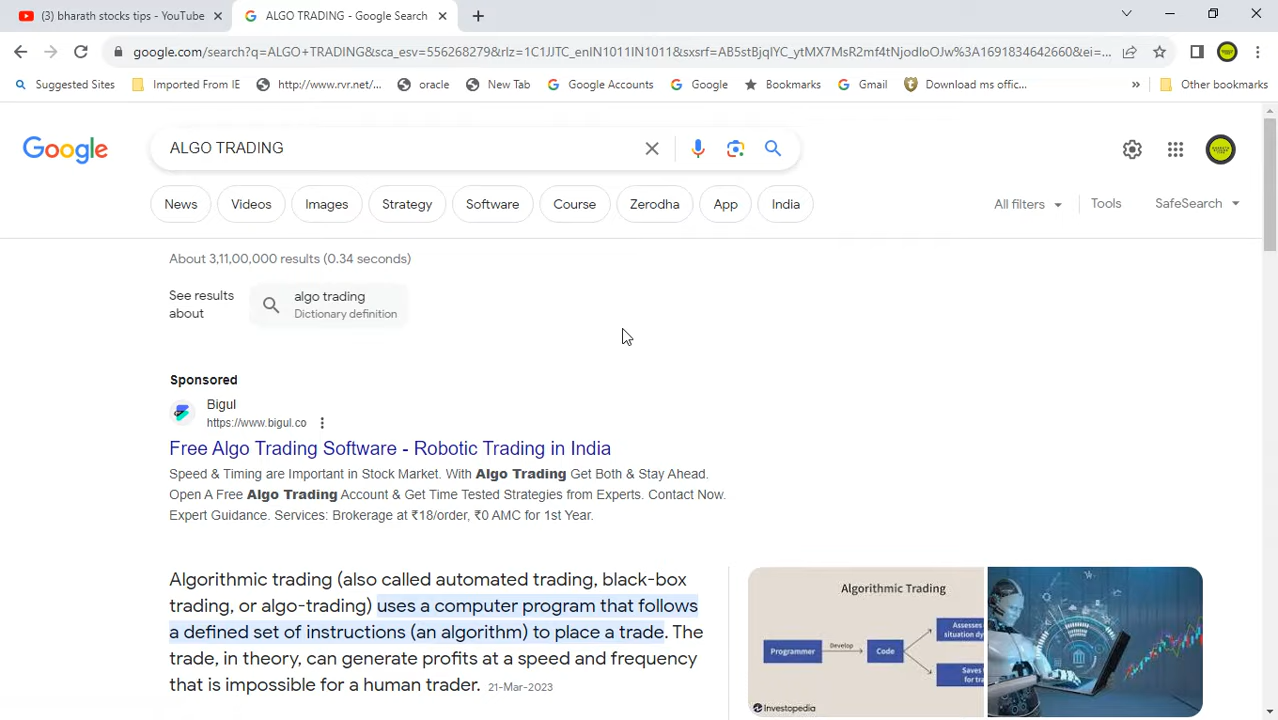 (3) bharath stocks tips - YouTube
ALGO TRADING - Google Search
google.com/search?q=ALGO+TRADING&sca_esv=556268279&rlz=1C1JJTC_enIN1011IN1011&sxsrf=AB5stBjqlYC_ytMX7MsR2mf4tNjodIoOJw%3A1691834642660&ei=...
Suggested Sites
Imported From IE
http://www.rvr.net/...
oracle
New Tab
Google Accounts
Google
Bookmarks
Gmail
Download ms offic...
»
Other bookmarks
Google
ALGO TRADING
News
Videos
Images
Strategy
Software
Course
Zerodha
App
India
All filters
Tools
SafeSearch
About 3,11,00,000 results (0.34 seconds)
See results
about
algo trading
Dictionary definition
Sponsored
Bigul
https://www.bigul.co
Free Algo Trading Software - Robotic Trading in India
Speed & Timing are Important in Stock Market. With Algo Trading Get Both & Stay Ahead.
Open A Free Algo Trading Account & Get Time Tested Strategies from Experts. Contact Now.
Expert Guidance. Services: Brokerage at ₹18/order, ₹0 AMC for 1st Year.
Algorithmic trading (also called automated trading, black-box
trading, or algo-trading) uses a computer program that follows
a defined set of instructions (an algorithm) to place a trade. The
trade, in theory, can generate profits at a speed and frequency
that is impossible for a human trader. 21-Mar-2023
Algorithmic Trading
Programmer
Develop
Code
Assesses
situation dy
Saves
for tra
Investopedia